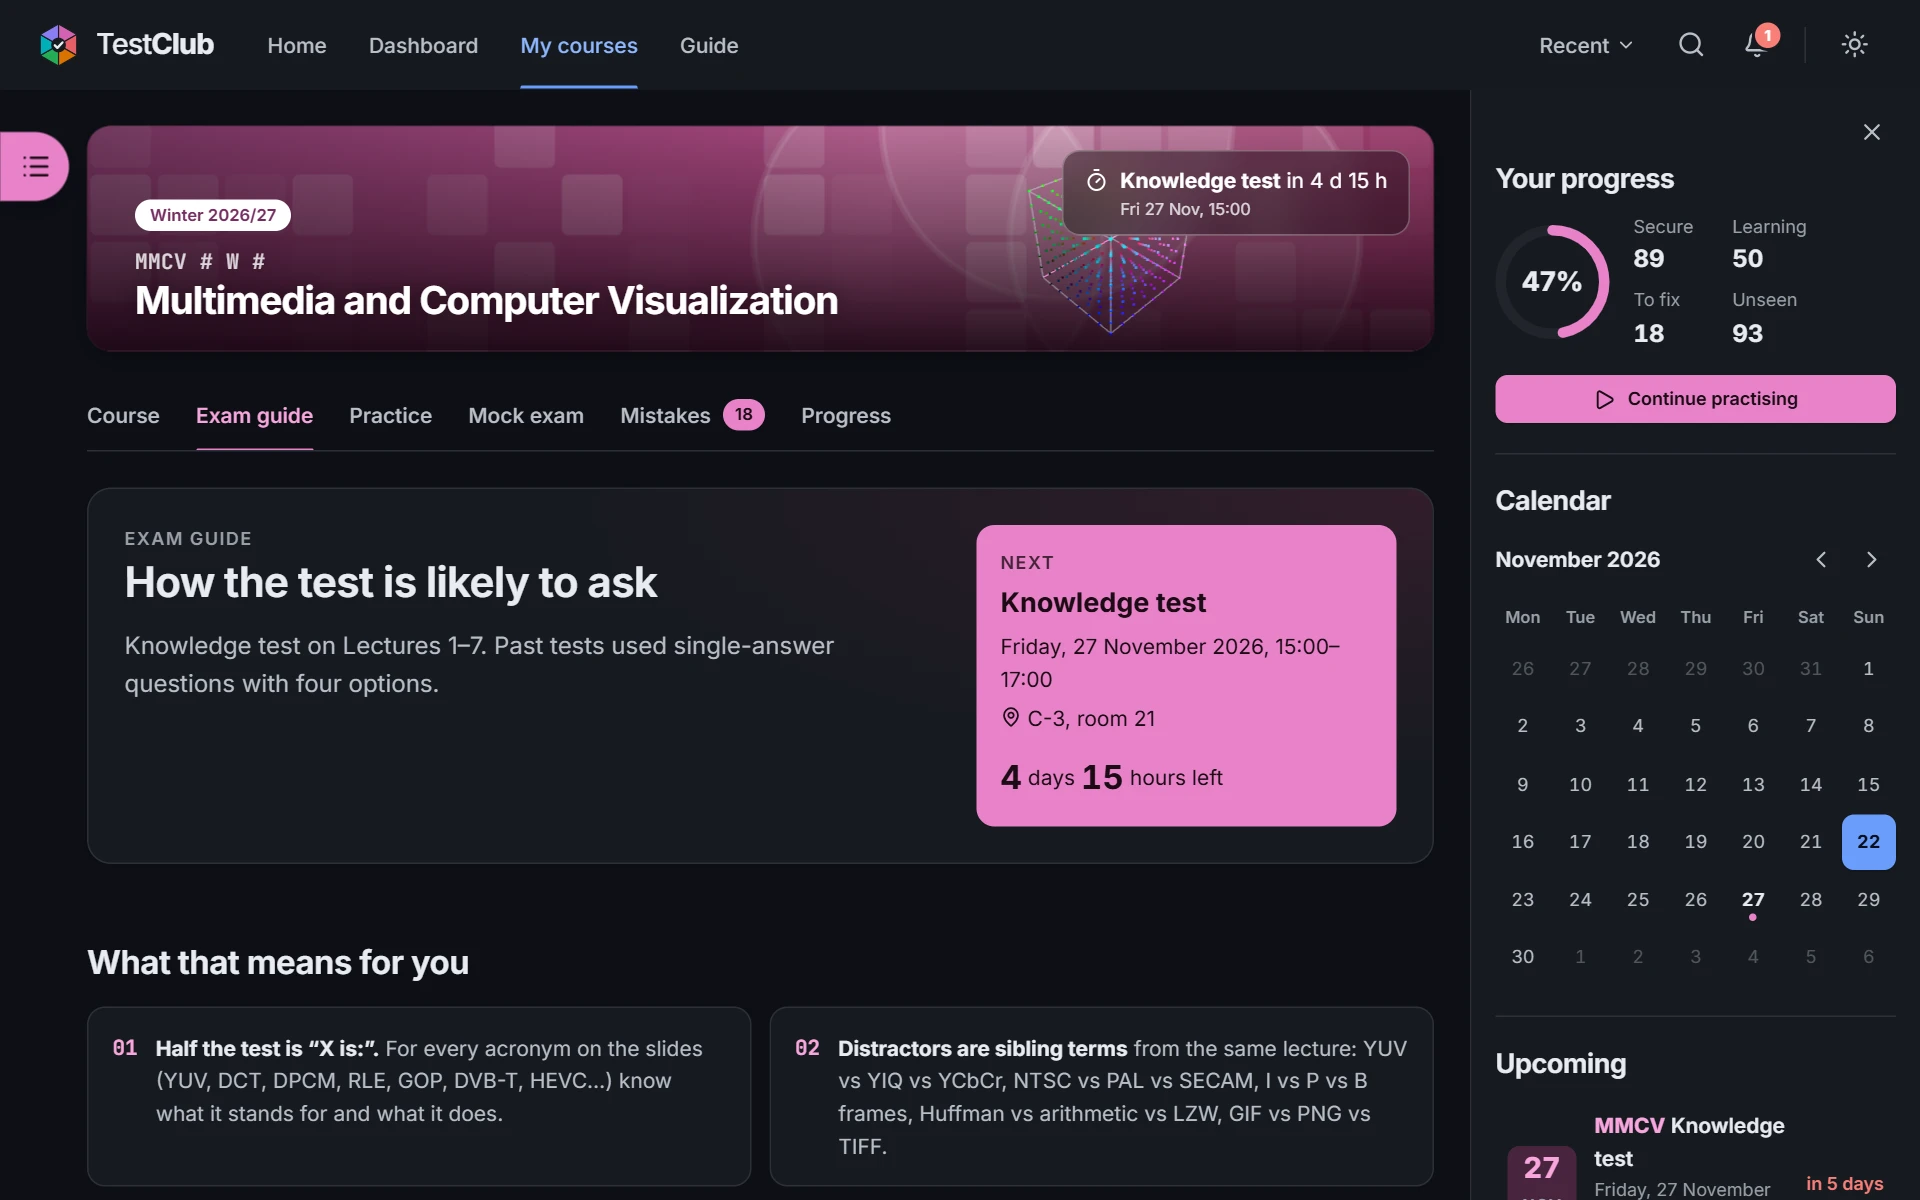 TestClub
Home
Dashboard
My courses
Guide
Recent
1
Winter 2026/27
MMCV # W #
Multimedia and Computer Visualization
Knowledge test in 4 d 15 h
Fri 27 Nov, 15:00
Course
Exam guide
Practice
Mock exam
Mistakes 18
Progress
EXAM GUIDE
How the test is likely to ask
Knowledge test on Lectures 1–7. Past tests used single-answer
questions with four options.
NEXT
Knowledge test
Friday, 27 November 2026, 15:00–
17:00
C-3, room 21
4 days 15 hours left
What that means for you
01
Half the test is “X is:”. For every acronym on the slides
(YUV, DCT, DPCM, RLE, GOP, DVB-T, HEVC…) know
what it stands for and what it does.
02
Distractors are sibling terms from the same lecture: YUV
vs YIQ vs YCbCr, NTSC vs PAL vs SECAM, I vs P vs B
frames, Huffman vs arithmetic vs LZW, GIF vs PNG vs
TIFF.
Your progress
47%
Secure
89
Learning
50
To fix
18
Unseen
93
Continue practising
Calendar
November 2026
Mon Tue Wed Thu Fri Sat Sun
26 27 28 29 30 31 1
2 3 4 5 6 7 8
9 10 11 12 13 14 15
16 17 18 19 20 21 22
23 24 25 26 27 28 29
30 1 2 3 4 5 6
Upcoming
27
MMCV Knowledge
test
Friday, 27 November
in 5 days